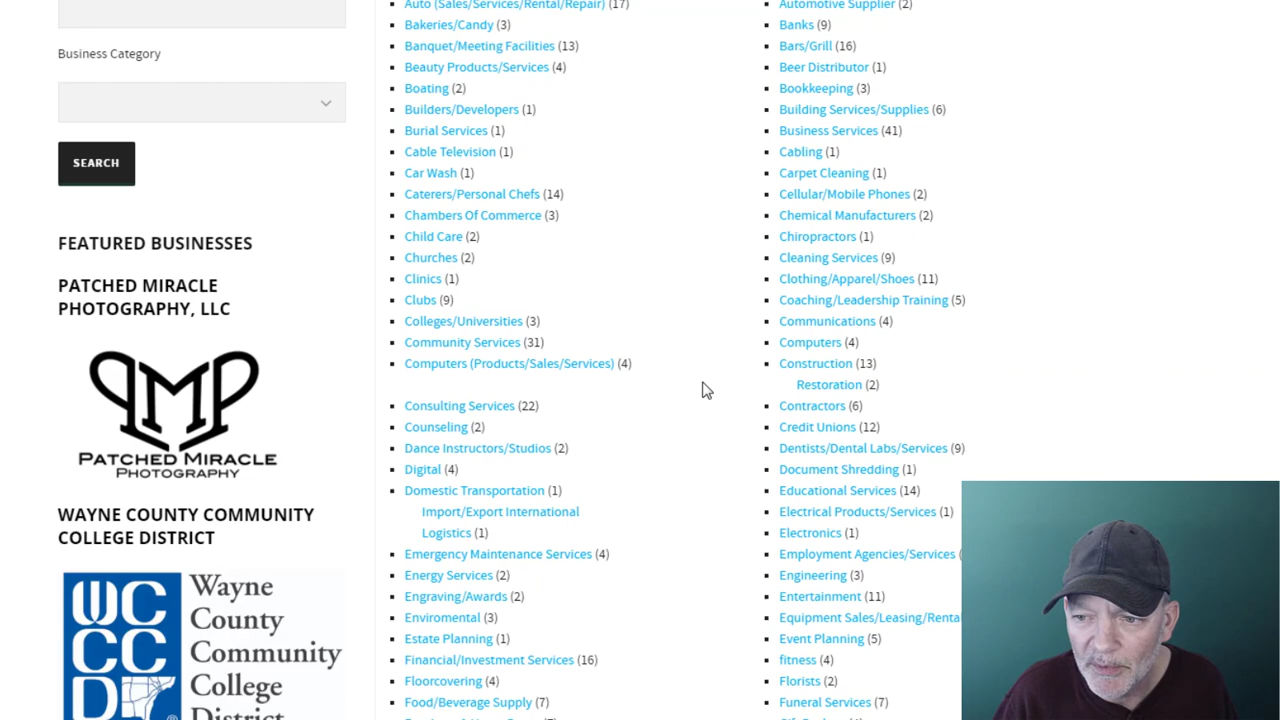 Business Category
SEARCH
FEATURED BUSINESSES
PATCHED MIRACLE
PHOTOGRAPHY, LLC
PMP
PATCHED MIRACLE
PHOTOGRAPHY
WAYNE COUNTY COMMUNITY
COLLEGE DISTRICT
WCCCD
Wayne
County
Community
College
District
Auto (Sales/Services/Rental/Repair) (17)
Bakeries/Candy (3)
Banquet/Meeting Facilities (13)
Beauty Products/Services (4)
Boating (2)
Builders/Developers (1)
Burial Services (1)
Cable Television (1)
Car Wash (1)
Caterers/Personal Chefs (14)
Chambers Of Commerce (3)
Child Care (2)
Churches (2)
Clinics (1)
Clubs (9)
Colleges/Universities (3)
Community Services (31)
Computers (Products/Sales/Services) (4)
Consulting Services (22)
Counseling (2)
Dance Instructors/Studios (2)
Digital (4)
Domestic Transportation (1)
Import/Export International
Logistics (1)
Emergency Maintenance Services (4)
Energy Services (2)
Engraving/Awards (2)
Enviromental (3)
Estate Planning (1)
Financial/Investment Services (16)
Floorcovering (4)
Food/Beverage Supply (7)
Automotive Supplier (2)
Banks (9)
Bars/Grill (16)
Beer Distributor (1)
Bookkeeping (3)
Building Services/Supplies (6)
Business Services (41)
Cabling (1)
Carpet Cleaning (1)
Cellular/Mobile Phones (2)
Chemical Manufacturers (2)
Chiropractors (1)
Cleaning Services (9)
Clothing/Apparel/Shoes (11)
Coaching/Leadership Training (5)
Communications (4)
Computers (4)
Construction (13)
Restoration (2)
Contractors (6)
Credit Unions (12)
Dentists/Dental Labs/Services (9)
Document Shredding (1)
Educational Services (14)
Electrical Products/Services (1)
Electronics (1)
Employment Agencies/Services (
Engineering (3)
Entertainment (11)
Equipment Sales/Leasing/Renta
Event Planning (5)
fitness (4)
Florists (2)
Funeral Services (7)